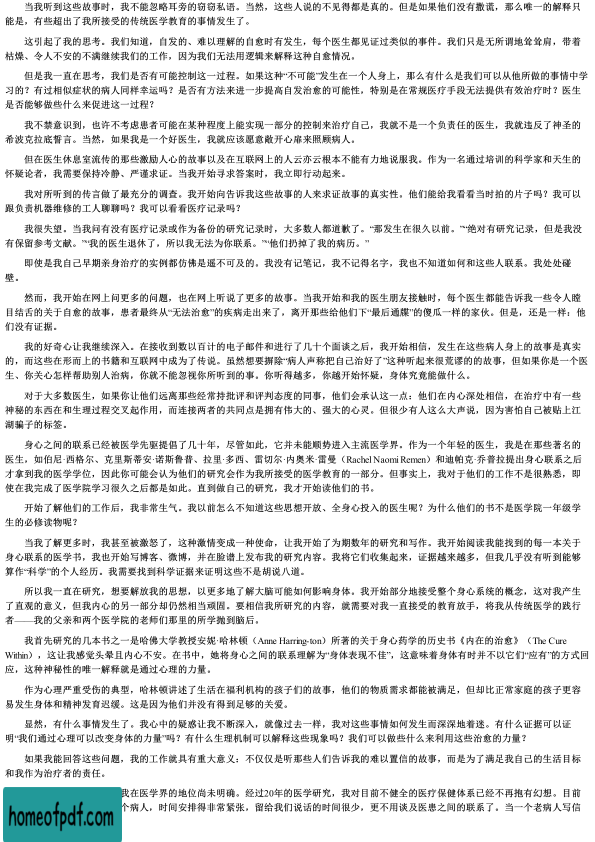 当我听到这些故事时，我不能忽略耳旁的窃窃私语。当然，这些人说的不见得都是真的。但是如果他们没有撒谎，那么唯一的解释只
能是，有些超出了我所接受的传统医学教育的事情发生了。
这引起了我的思考。我们知道，自发的、难以理解的自愈时有发生，每个医生都见证过类似的事件。我们只是无所谓地耸耸肩，带着
枯燥、令人不安的不满继续我们的工作，因为我们无法用逻辑来解释这种自愈情况。
但是我一直在思考，我们是否有可能控制这一过程。如果这种“不可能”发生在一个人身上，那么有什么是我们可以从他所做的事情中学
习的？有过相似症状的病人同样幸运吗？是否有方法来进一步提高自发治愈的可能性，特别是在常规医疗手段无法提供有效治疗时？医生
是否能够做些什么来促进这一过程？
我不禁意识到，也许不考虑患者可能在某种程度上能实现一部分的控制来治疗自己，我就不是一个负责任的医生，我就违反了神圣的
希波克拉底誓言。当然，如果我是一个好医生，我就应该愿意敞开心扉来照顾病人。
但在医生休息室流传的那些激励人心的故事以及在互联网上的人云亦云根本不能有力地说服我。作为一名通过培训的科学家和天生的
怀疑论者，我需要保持冷静、严谨求证。当我开始寻求答案时，我立即行动起来。
我对所听到的传言做了最充分的调查。我开始向告诉我这些故事的人来求证故事的真实性。他们能给我看看当时拍的片子吗？我可以
跟负责机器维修的工人聊聊吗？我可以看看医疗记录吗？
我很失望。当我问有没有医疗记录或作为备份的研究记录时，大多数人都道歉了。“那发生在很久以前。”“绝对有研究记录，但是我没
有保留参考文献。”“我的医生退休了，所以我无法为你联系。”“他们扔掉了我的病历。”
即使是我自己早期亲身治疗的实例都仿佛是遥不可及的。我没有记笔记，我不记得名字，我也不知道如何和这些人联系。我处处碰
壁。
然而，我开始在网上问更多的问题，也在网上听说了更多的故事。当我开始和我的医生朋友接触时，每个医生都能告诉我一些令人瞠
目结舌的关于自愈的故事，患者最终从“无法治愈”的疾病走出来了，离开那些给他们下“最后通牒”的傻瓜一样的家伙。但是，还是一样：他
们没有证据。
我的好奇心让我继续深入。在接收到数以百计的电子邮件和进行了几十个面谈之后，我开始相信，发生在这些病人身上的故事是真实
的，而这些在形而上的书籍和互联网中成为了传说。虽然想要摒除“病人声称把自己治好了”这种听起来很荒谬的的故事，但如果你是一个医
生、你关心怎样帮助别人治病，你就不能忽视你所听到的事。你听得越多，你越开始怀疑，身体究竟能做什么。
对于大多数医生，如果你让他们远离那些经常持批评和评判态度的同事，他们会承认这一点：他们在内心深处相信，在治疗中有一些
神秘的东西在和生理过程交叉起作用，而连接两者的共同点是拥有伟大的、强大的心灵。但很少有人这么大声说，因为害怕自己被贴上江
湖骗子的标签。
身心之间的联系已经被医学先驱提倡了几十年，尽管如此，它并未能顺势进入主流医学界。作为一个年轻的医生，我是在那些著名的
医生，如伯尼·西格尔、克里斯蒂安·诺斯鲁普、拉里·多西、雷切尔·内奥米·雷曼（Rachel Naomi Remen）和迪帕克·乔普拉提出身心联系之后
才拿到我的医学学位，因此你可能会认为他们的研究会作为我所接受的医学教育的一部分。但事实上，我对于他们的工作不是很熟悉，即
使在我完成了医学院学习很久之后都是如此。直到做自己的研究，我才开始读他们的书。
开始了解他们的工作后，我非常生气。我以前怎么不知道这些思想开放、全身心投入的医生呢？为什么他们的书不是医学院一年级学
生的必修读物呢？
当我了解更多时，我甚至被激怒了，这种激情变成一种使命，让我开始了为期数年的研究和写作。我开始阅读我能找到的每一本关于
身心联系的医学书，我也开始写博客、微博，并在脸谱上发布我的研究内容。我将它们收集起来，证据越来越多，但我几乎没有听到能够
算作“科学”的个人经历。我需要找到科学证据来证明这些不是胡说八道。
所以我一直在研究，想要解放我的思想，以更多地了解大脑可能如何影响身体。我开始部分地接受整个身心系统的概念，这对我产生
了直观的意义，但我内心的另一部分却仍然相当顽固。要相信我所研究的内容，就需要对我一直接受的教育放手，将我从传统医学的践行
者——我的父亲和两个医学院的老师们那里的所学抛到脑后。
我首先研究的几本书之一是哈佛大学教授安妮·哈林顿（Anne Harring-ton）所著的关于身心药学的历史书《内在的治愈》（The Cure
Within），这让我感觉头晕且内心不安。在书中，她将身心之间的联系理解为“身体表现不佳”，这意味着身体有时并不以它们“应有”的方式回
应，这种神秘性的唯一解释就是通过心理的力量。
作为心理严重受伤的典型，哈林顿讲述了生活在福利机构的孩子们的故事，他们的物质需求都能被满足，但却比正常家庭的孩子更容
易发生身体和精神发育迟缓。这是因为他们并没有得到足够的关爱。
显然，有什么事情发生了。我心中的疑惑让我不断深入，就像过去一样，我对这些事情如何发生而深深地着迷。有什么证据可以证
明“我们通过心理可以改变身体的力量”吗？有什么生理机制可以解释这些现象吗？我们可以做些什么来利用这些治愈的力量？
如果我能回答这些问题，我的工作就具有重大意义：不仅仅是听那些人们告诉我的难以置信的故事，而是为了满足我自己的生活目标
和我作为治疗者的责任。
我在医学界的地位尚未明确。经过20年的医学研究，我对目前不健全的医疗保健体系已经不再抱有幻想。目前
个病人，时间安排得非常紧张，留给我们说话的时间很少，更不用谈及医患之间的联系了。当一个老病人写信
homeofpdf.com